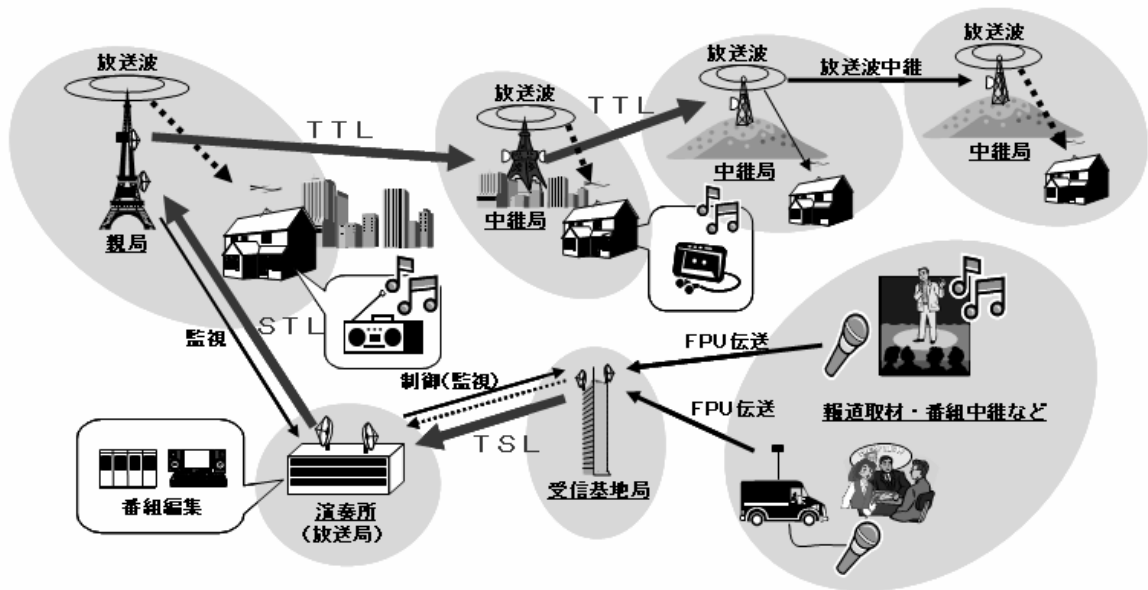 放送波
放送波中継
放送波
放送波
放送波
TTL
TTL
中継局
中継局
中継局
親局
STL
監視
FPU伝送
制御(監視)
FPU伝送
報道取材・番組中継など
TSL
受信基地局
番組編集
演奏所
(放送局)